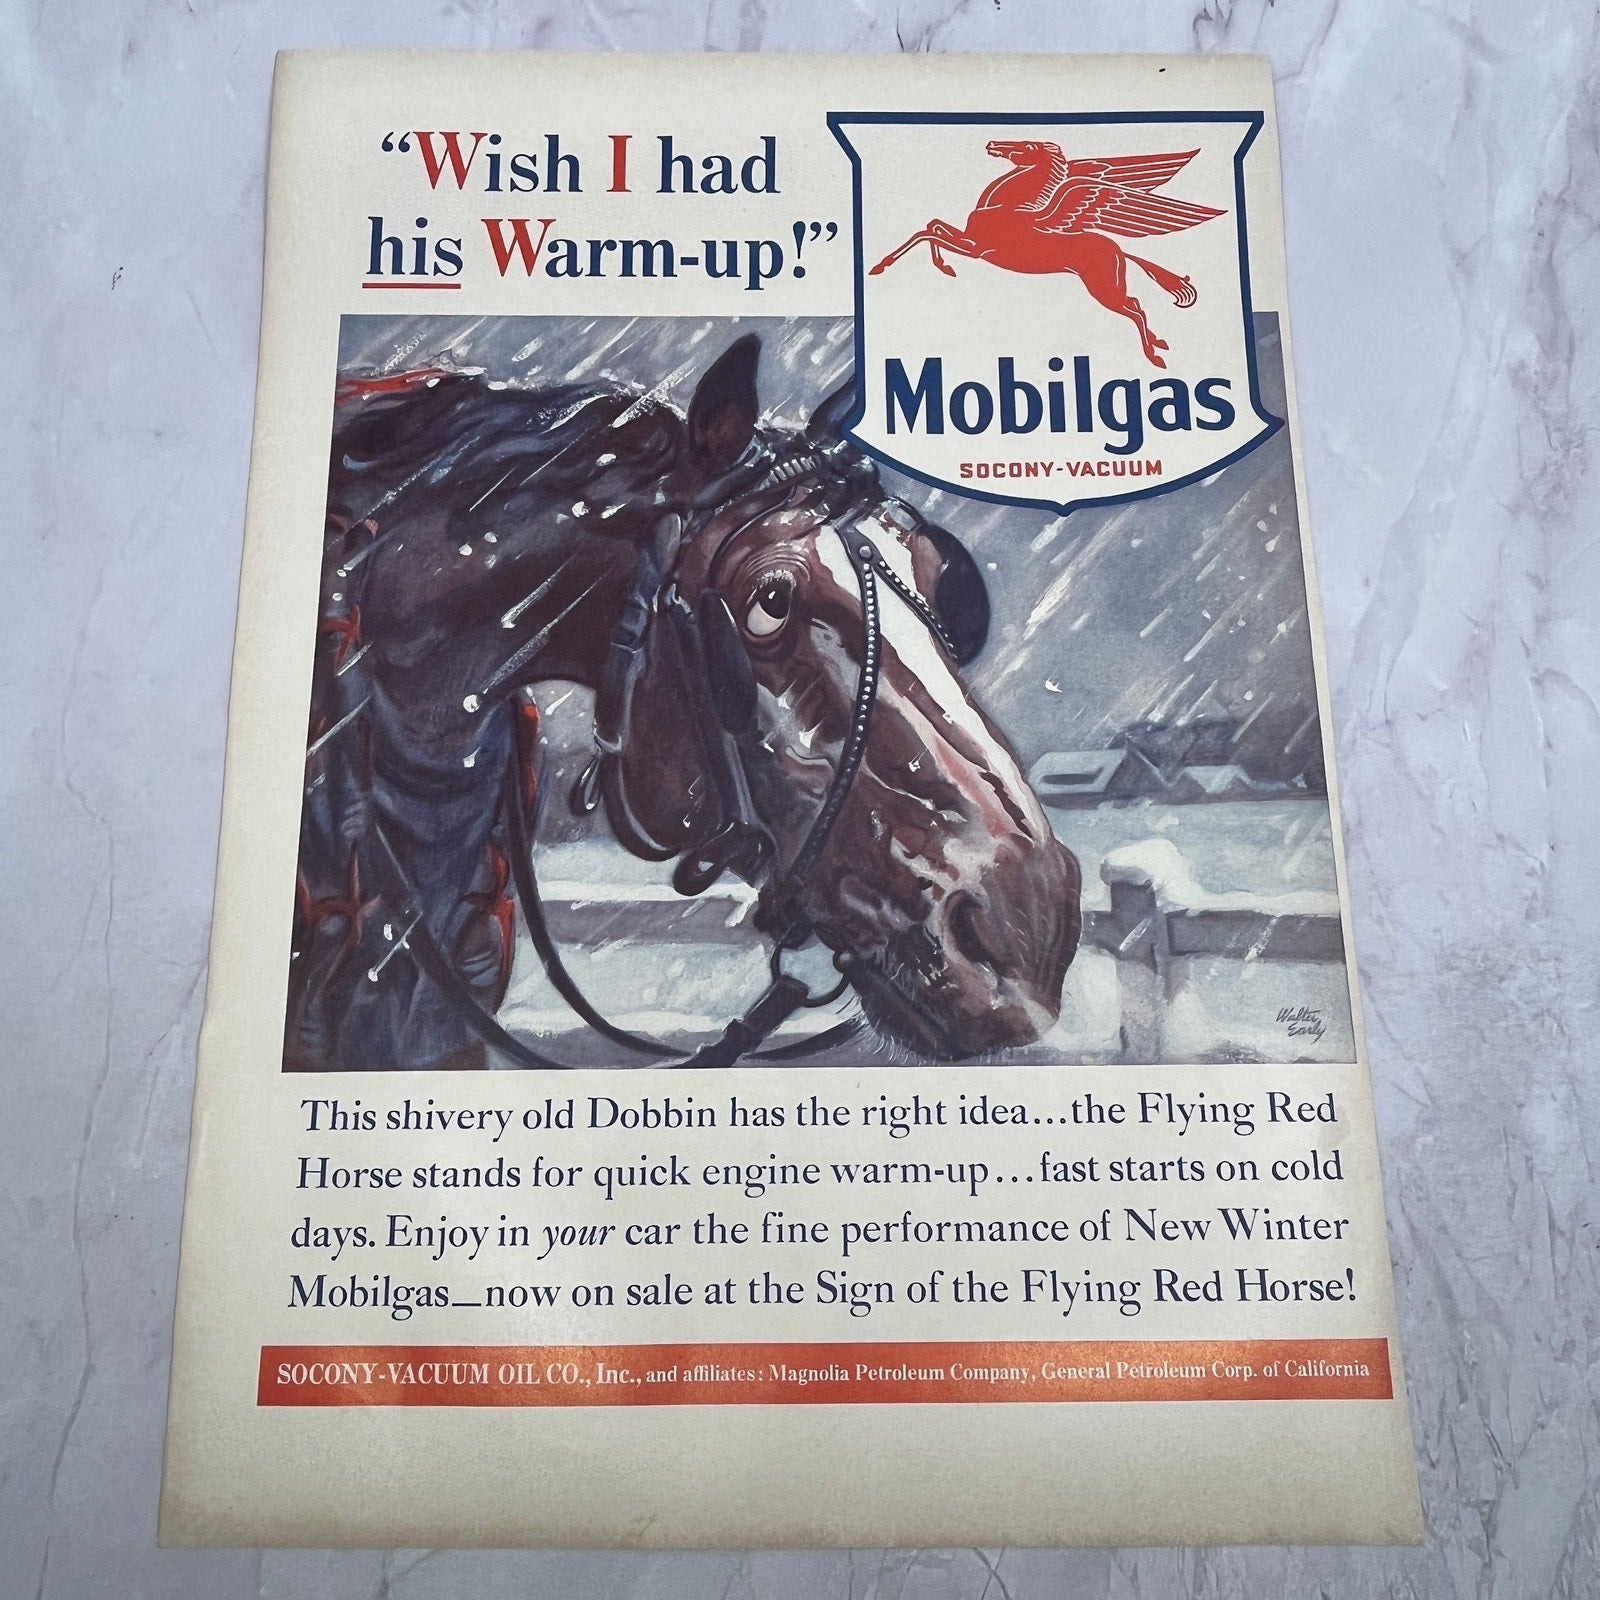 “Wish I had
his Warm-up!”
Mobilgas
SOCONY-VACUUM
Walter
Early
This shivery old Dobbin has the right idea...the Flying Red
Horse stands for quick engine warm-up...fast starts on cold
days. Enjoy in your car the fine performance of New Winter
Mobilgas—now on sale at the Sign of the Flying Red Horse!
SOCONY-VACUUM OIL CO., Inc., and affiliates: Magnolia Petroleum Company, General Petroleum Corp. of California